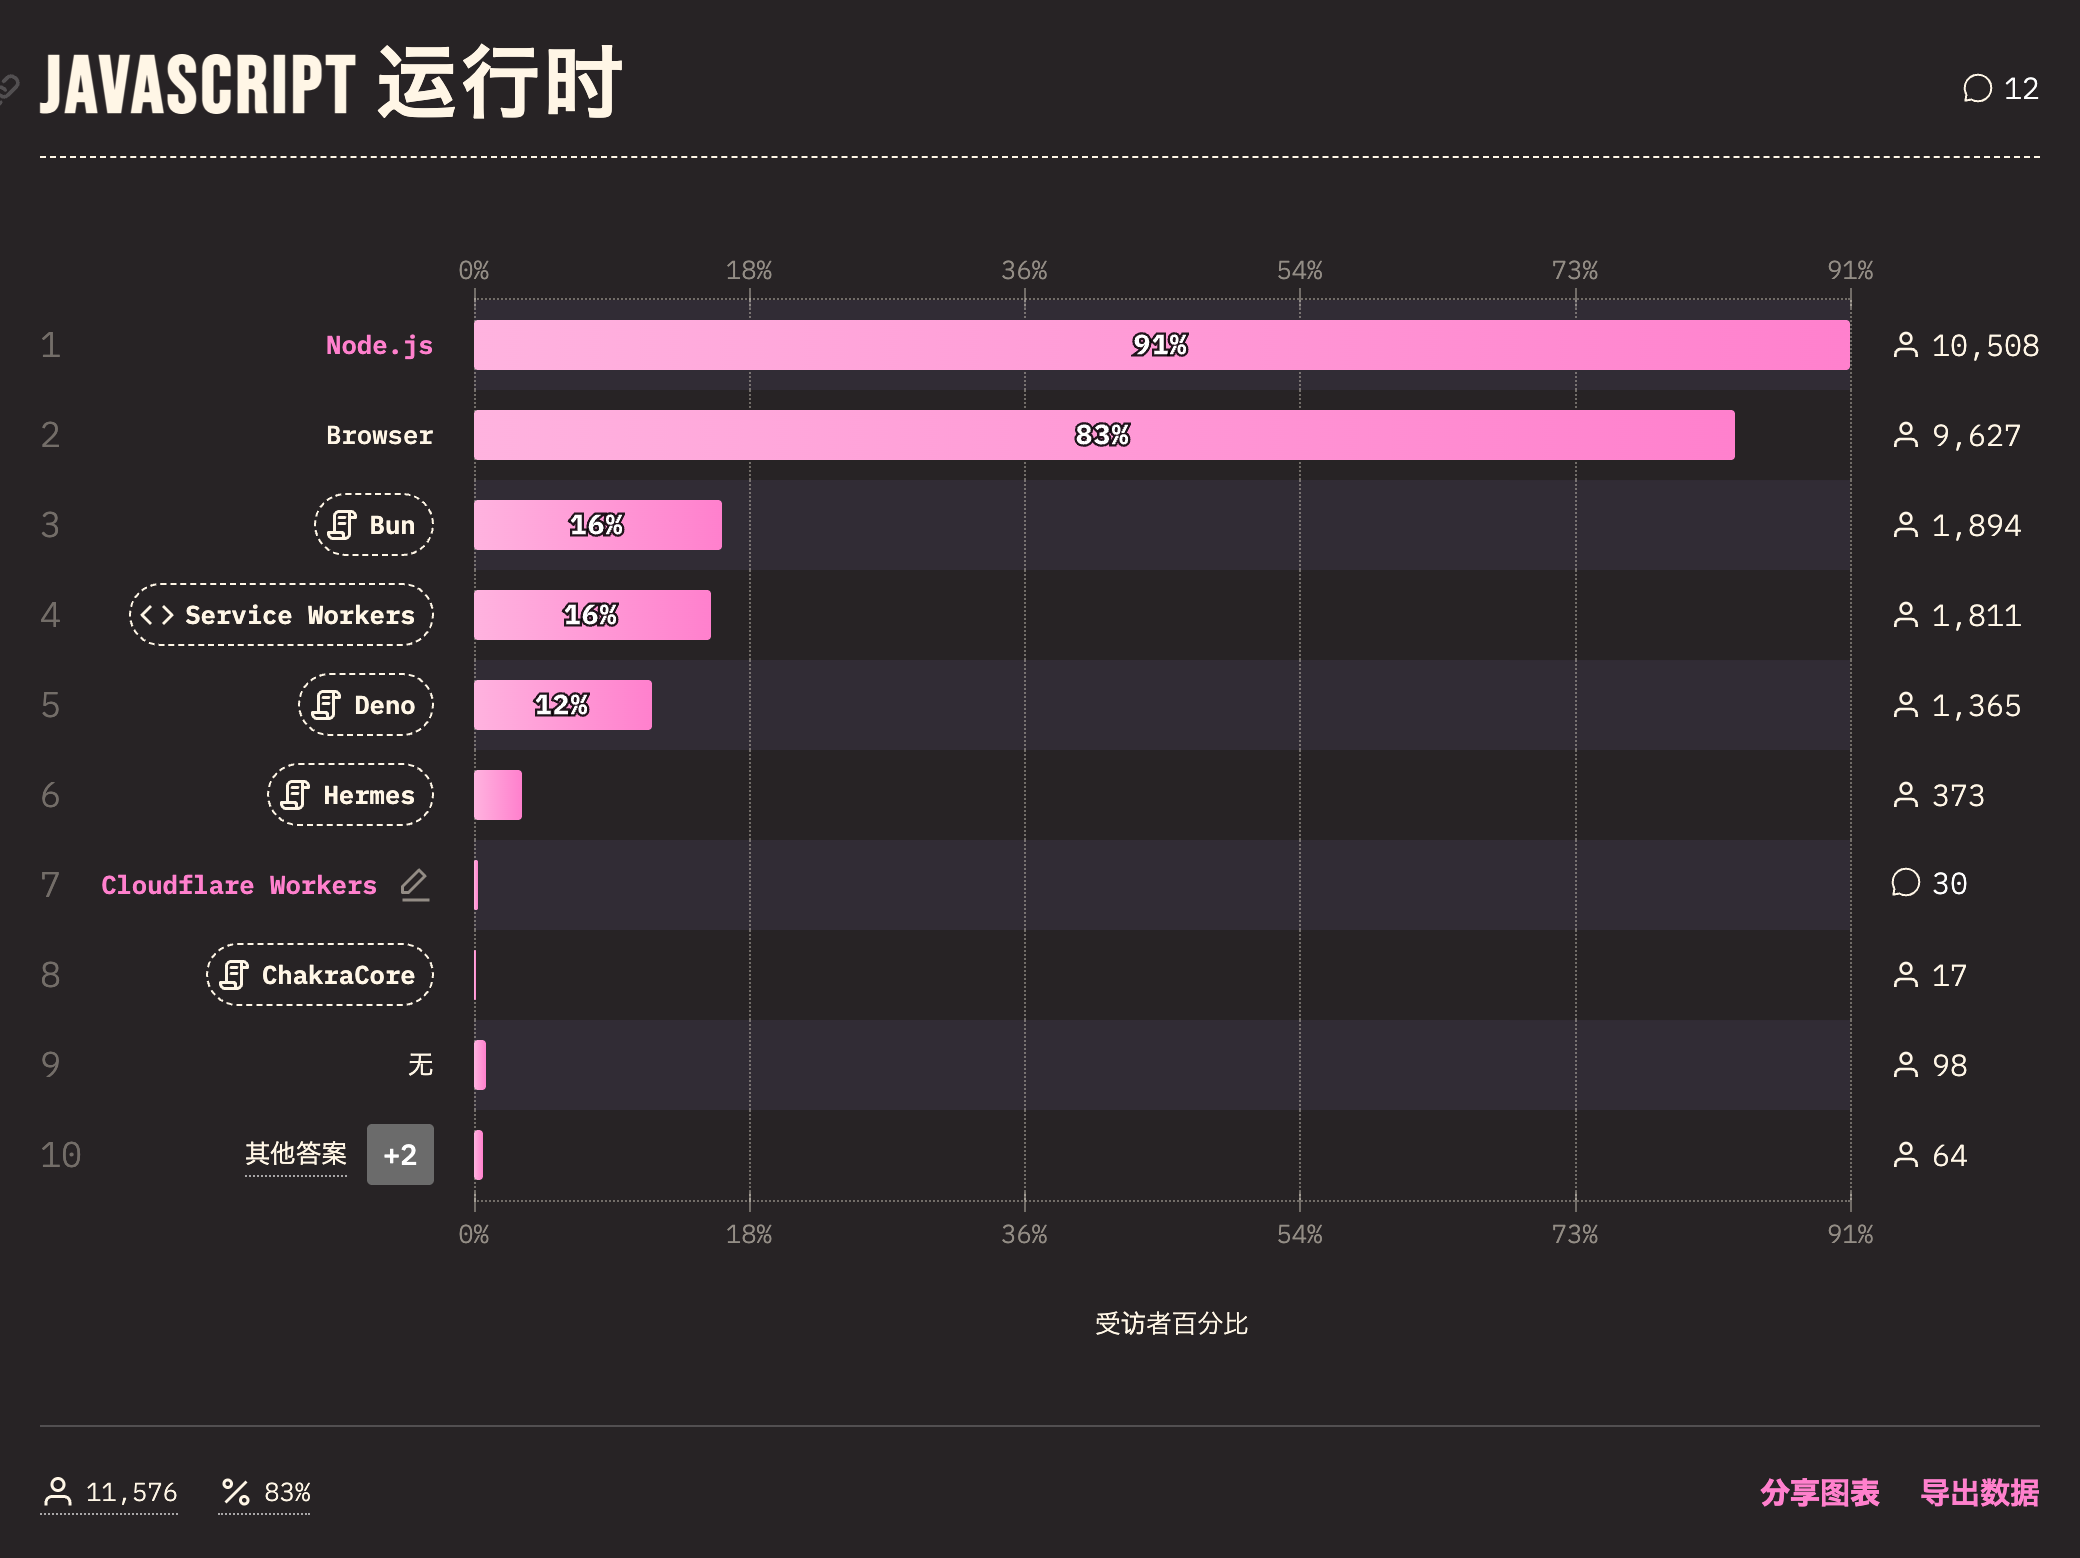 JAVASCRIPT 运行时
12
0% 18% 36% 54% 73% 91%
1 Node.js 91% 10,508
2 Browser 83% 9,627
3 Bun 16% 1,894
4 Service Workers 16% 1,811
5 Deno 12% 1,365
6 Hermes 373
7 Cloudflare Workers 30
8 ChakraCore 17
9 无 98
10 其他答案 +2 64
0% 18% 36% 54% 73% 91%
受访者百分比
11,576 83% 分享图表 导出数据